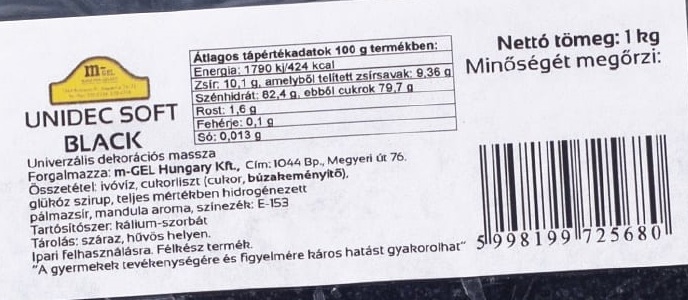 m-GEL
UNIDEC SOFT
BLACK
Átlagos tápértékadatok 100 g termékben:
Energia: 1790 kj/424 kcal
Zsír: 10,1 g, amelyből telített zsírsavak: 9,36 g
Szénhidrát: 82,4 g, ebből cukrok 79,7 g
Rost: 1,6 g
Fehérje: 0,1 g
Só: 0,013 g
Nettó tömeg: 1 kg
Minőségét megőrzi:
Univerzális dekorációs massza
Forgalmazza: m-GEL Hungary Kft., Cím: 1044 Bp., Megyeri út 76.
Összetétel: ivóvíz, cukorliszt (cukor, búzakeményítő),
glükóz szirup, teljes mértékben hidrogénezett
pálmazsír, mandula aroma, színezék: E-153
Tartósítószer: kálium-szorbát
Tárolás: száraz, hűvös helyen.
Ipari felhasználásra. Félkész termék.
"A gyermekek tevékenységére és figyelmére káros hatást gyakorolhat"
5 998199 725680